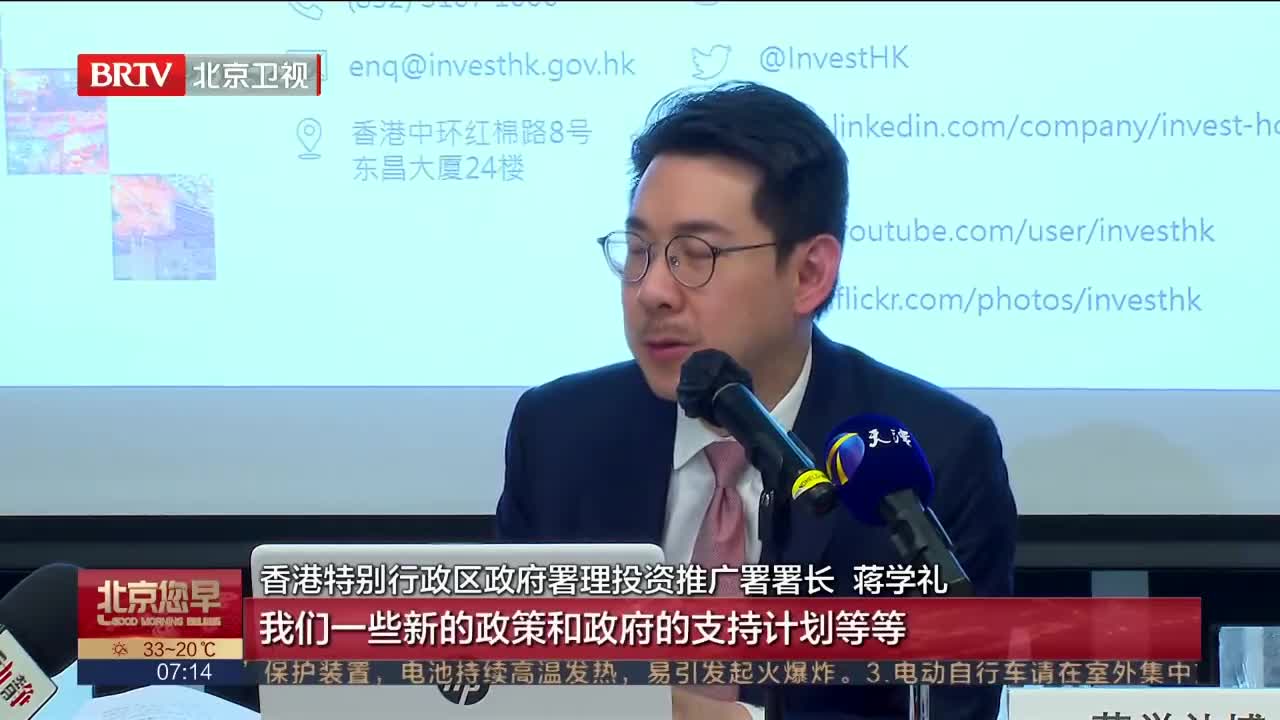 BRTV 北京卫视
enq@investhk.gov.hk
@InvestHK
香港中环红棉路8号
东昌大厦24楼
linkedin.com/company/invest-h
outube.com/user/investhk
flickr.com/photos/investhk
天津
香港特别行政区政府署理投资推广署署长 蒋学礼
我们一些新的政策和政府的支持计划等等
北京您早
GOOD MORNING BEIJING
33~20℃
07:14
保护装置，电池持续高温发热，易引发起火爆炸。3.电动自行车请在室外集中
hp